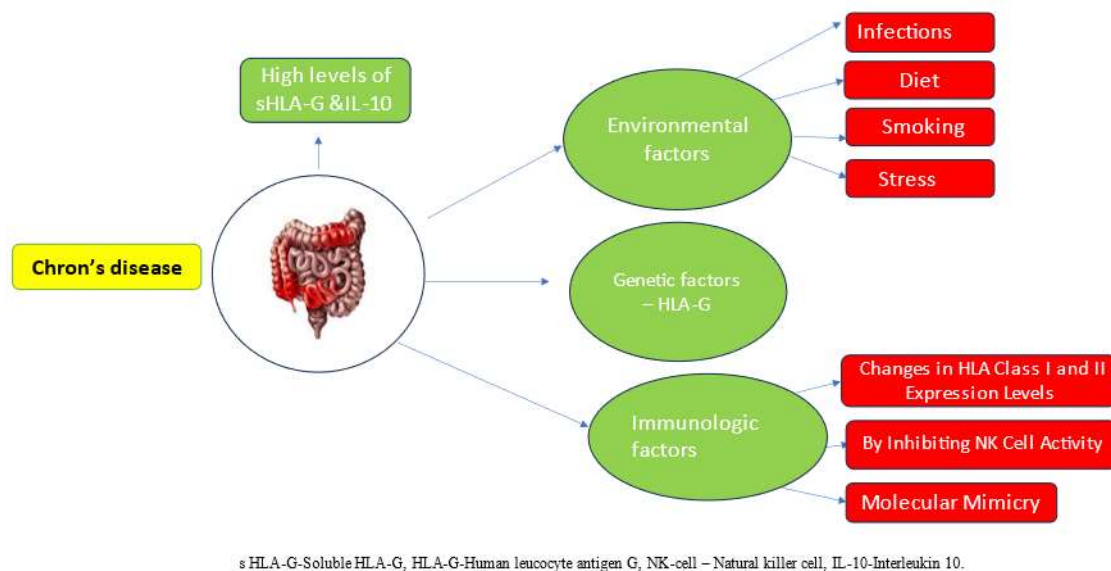 High levels of
sHLA-G &IL-10
Chron's disease
Environmental
factors
Infections
Diet
Smoking
Stress
Genetic factors
– HLA-G
Immunologic
factors
Changes in HLA Class I and II
Expression Levels
By Inhibiting NK Cell Activity
Molecular Mimicry
s HLA-G-Soluble HLA-G, HLA-G-Human leucocyte antigen G, NK-cell – Natural killer cell, IL-10-Interleukin 10.